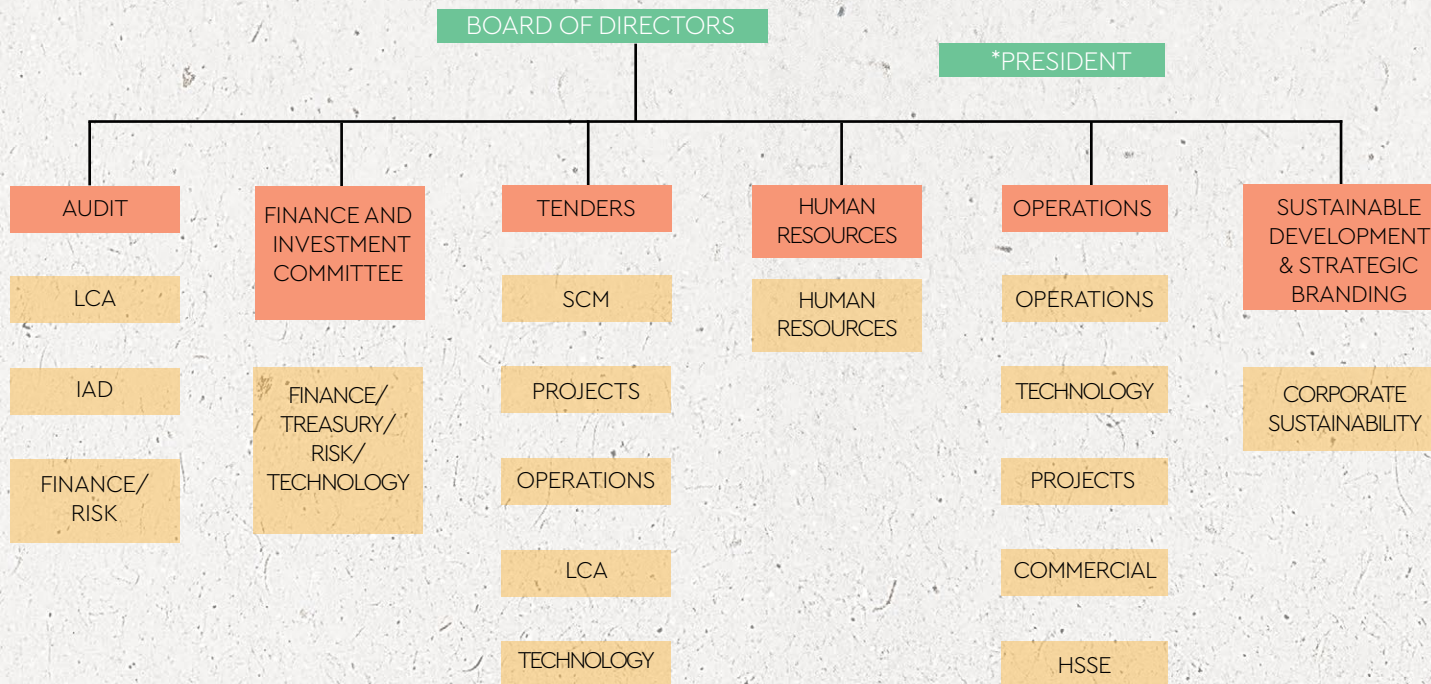 BOARD OF DIRECTORS
*PRESIDENT
AUDIT
LCA
IAD
FINANCE/
RISK
FINANCE AND
INVESTMENT
COMMITTEE
FINANCE/
TREASURY/
RISK/
TECHNOLOGY
TENDERS
SCM
PROJECTS
OPERATIONS
LCA
TECHNOLOGY
HUMAN
RESOURCES
HUMAN
RESOURCES
OPERATIONS
OPERATIONS
TECHNOLOGY
PROJECTS
COMMERCIAL
HSSE
SUSTAINABLE
DEVELOPMENT
& STRATEGIC
BRANDING
CORPORATE
SUSTAINABILITY